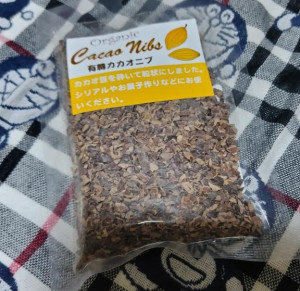 Organic
Cacao Nibs
有機カカオニブ
カカオ豆を砕いて粒状にしました。
シリアルやお菓子作りなどにお使
いください。